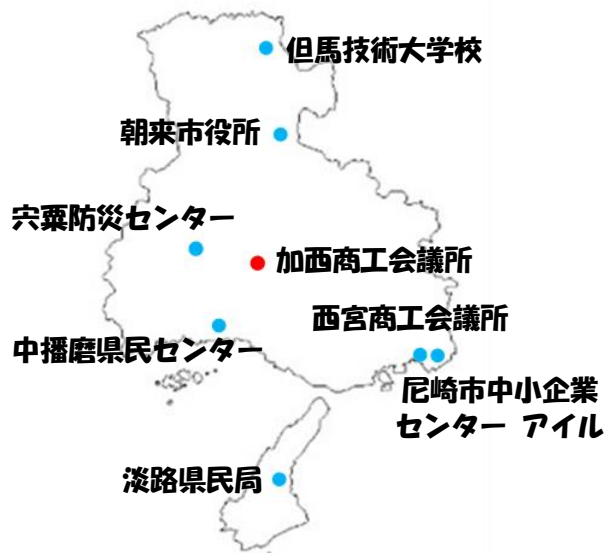 但馬技術大学校
朝来市役所
宍粟防災センター
加西商工会議所
西宮商工会議所
中播磨県民センター
尼崎市中小企業
センター アイル
淡路県民局